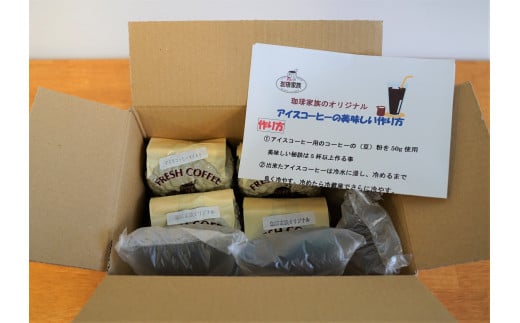 珈琲家族
珈琲家族のオリジナル
アイスコーヒーの美味しい作り方
作り方
①アイスコーヒー用のコーヒーの(豆)粉を50g使用
美味しい秘訣は5杯以上作る事
②出来たアイスコーヒーは冷水に湿し、冷めるまで
良く冷やす。冷めたら冷蔵庫でさらに冷やす。
FRESH COFFEE
FRESH CO